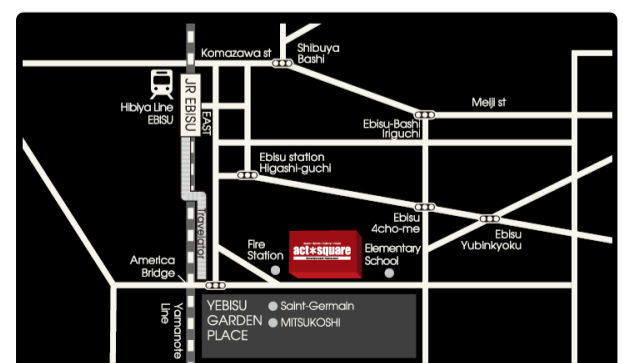 Komazawa st
Shibuya
Bashi
JR EBISU
EAST
Hibiya Line
EBISU
Meiji st
Ebisu-Bashi
Iriguchi
Ebisu station
Higashi-guchi
Travelator
Ebisu
4cho-me
Ebisu
Yubinkyoku
Fire
Station
act*square
Elementary
School
America
Bridge
Yamanote
Line
YEBISU
GARDEN
PLACE
Saint-Germain
MITSUKOSHI